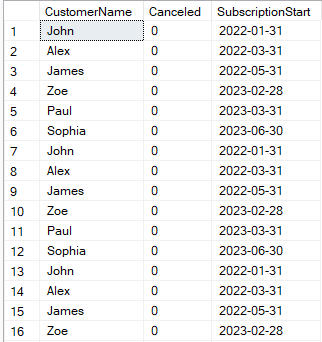 CustomerName Canceled SubscriptionStart
1 John 0 2022-01-31
2 Alex 0 2022-03-31
3 James 0 2022-05-31
4 Zoe 0 2023-02-28
5 Paul 0 2023-03-31
6 Sophia 0 2023-06-30
7 John 0 2022-01-31
8 Alex 0 2022-03-31
9 James 0 2022-05-31
10 Zoe 0 2023-02-28
11 Paul 0 2023-03-31
12 Sophia 0 2023-06-30
13 John 0 2022-01-31
14 Alex 0 2022-03-31
15 James 0 2022-05-31
16 Zoe 0 2023-02-28